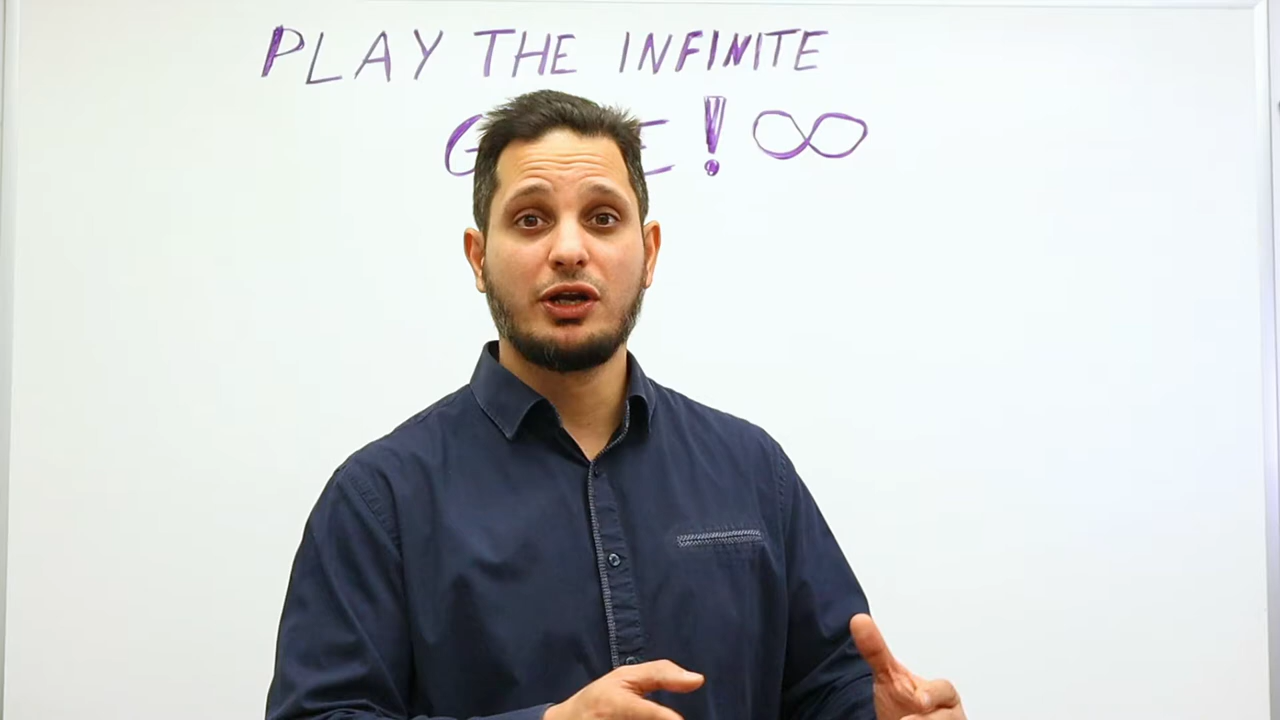 PLAY THE INFINITE
! ∞